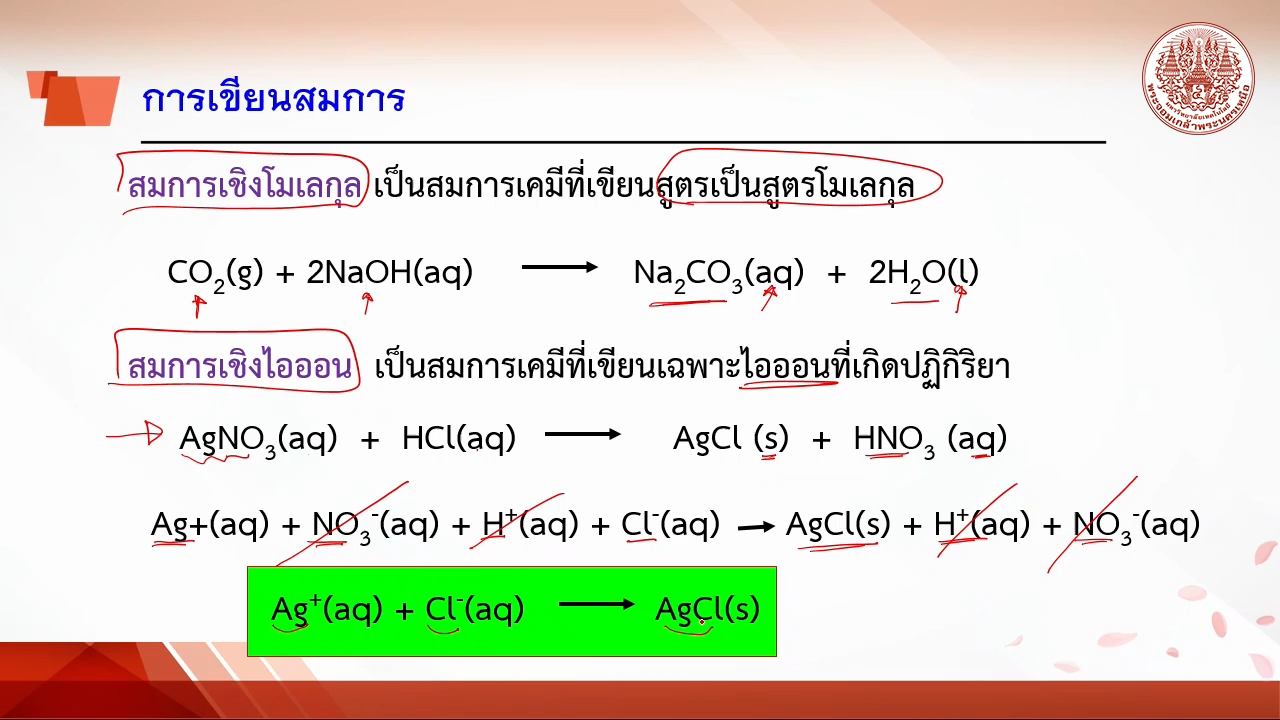 การเขียนสมการ
สมการเชิงโมเลกุล เป็นสมการเคมีที่เขียนสูตรเป็นสูตรโมเลกุล
CO₂(g) + 2NaOH(aq) → Na₂CO₃(aq) + 2H₂O(l)
สมการเชิงไอออน เป็นสมการเคมีที่เขียนเฉพาะไอออนที่เกิดปฏิกิริยา
AgNO₃(aq) + HCl(aq) → AgCl (s) + HNO₃ (aq)
Ag+(aq) + NO₃⁻(aq) + H⁺(aq) + Cl⁻(aq) → AgCl(s) + H⁺(aq) + NO₃⁻(aq)
Ag⁺(aq) + Cl⁻(aq) → AgCl(s)